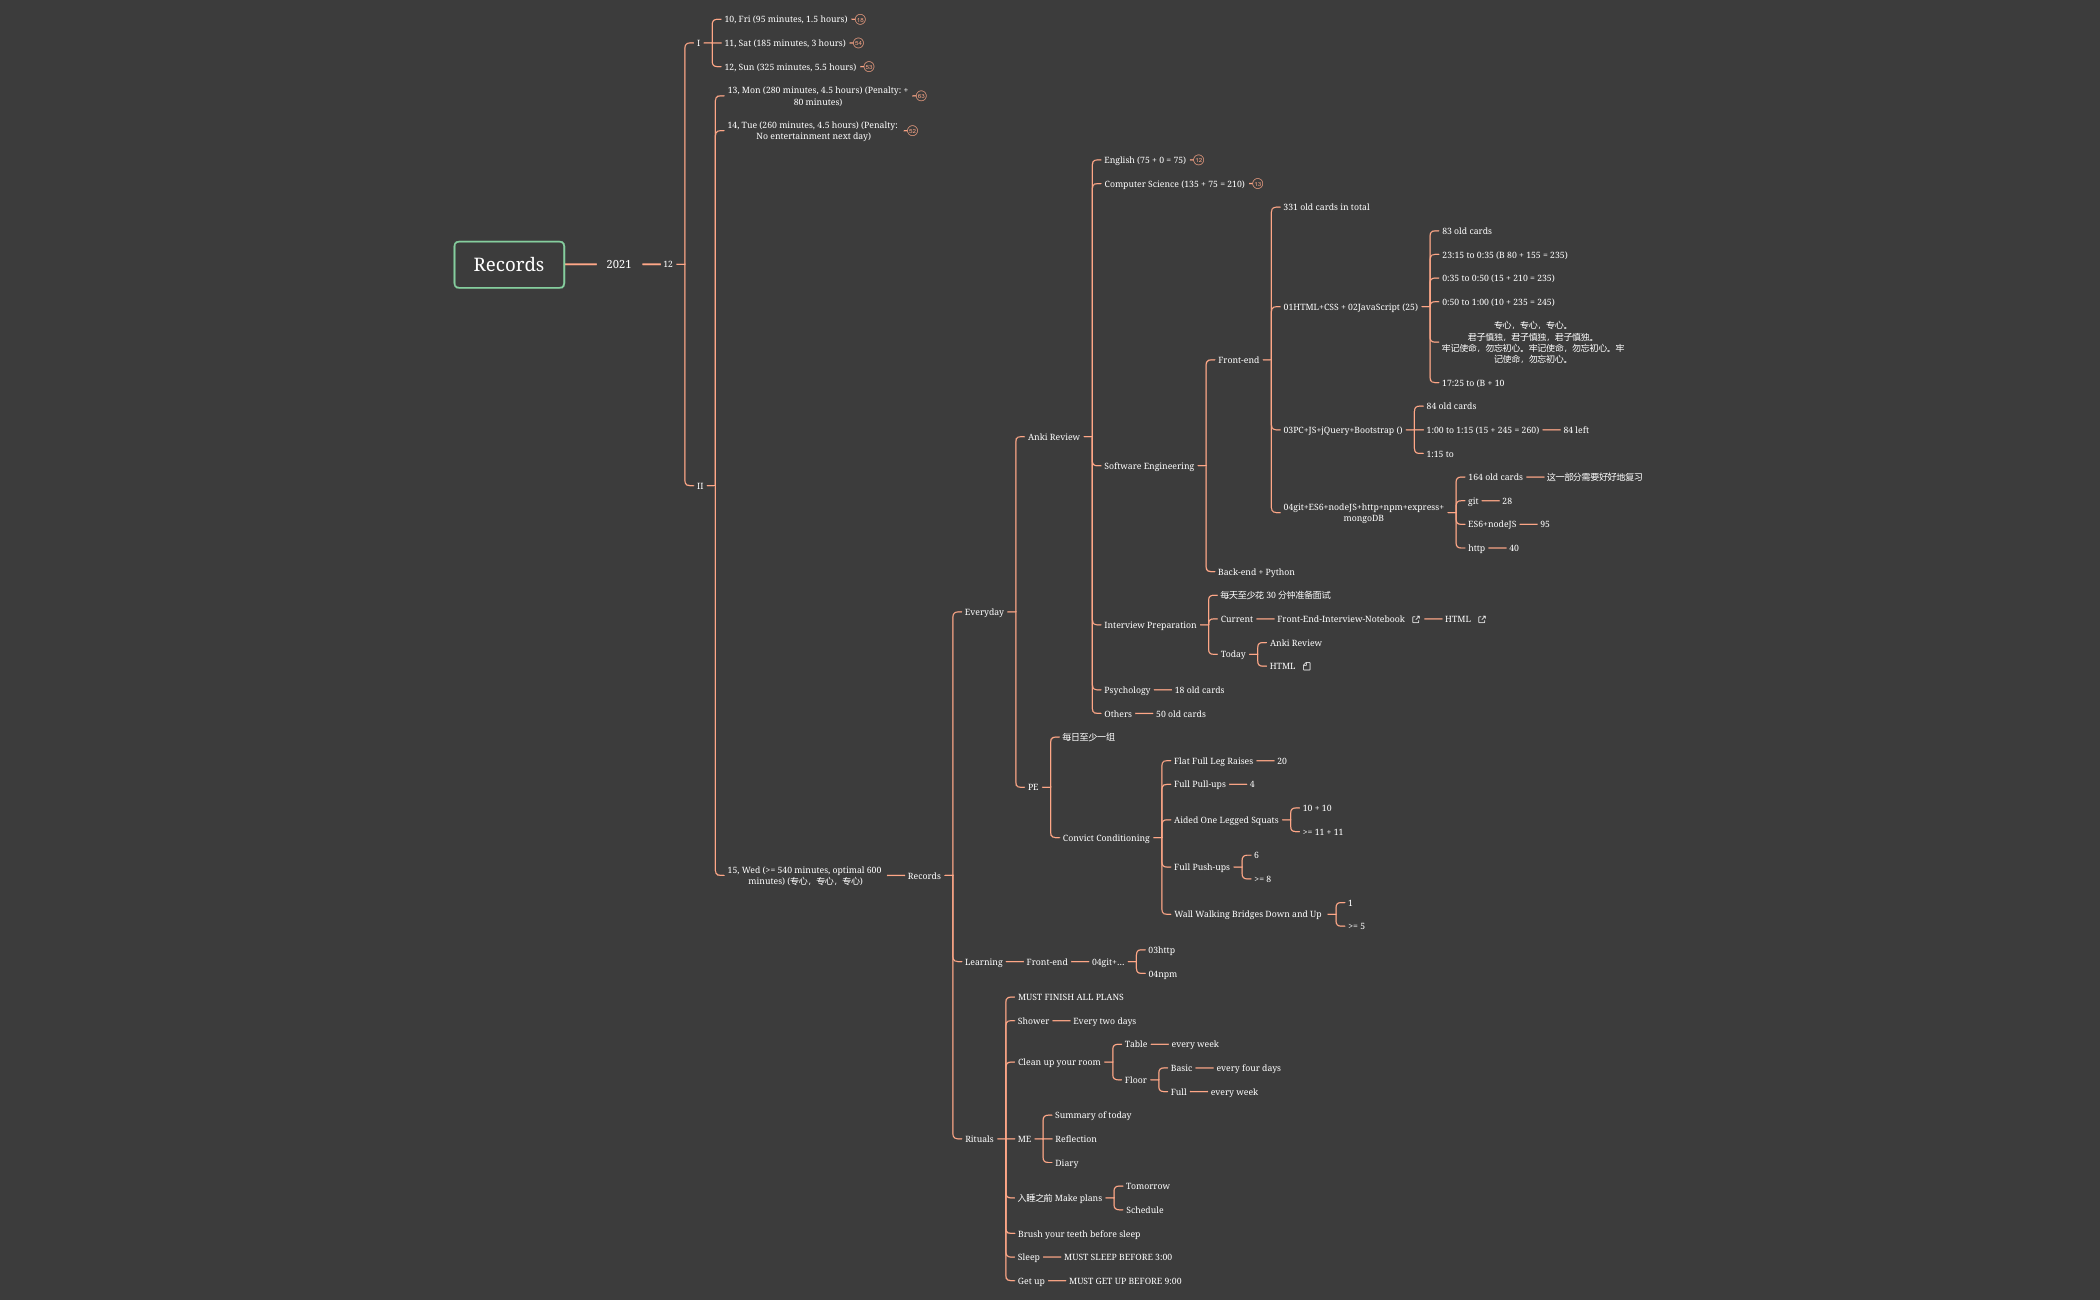 Records
2021
12
I
10, Fri (95 minutes, 1.5 hours)
11, Sat (185 minutes, 3 hours)
12, Sun (325 minutes, 5.5 hours)
II
13, Mon (280 minutes, 4.5 hours) (Penalty: +
80 minutes)
63
14, Tue (260 minutes, 4.5 hours) (Penalty:
No entertainment next day)
52
15, Wed (>= 540 minutes, optimal 600
minutes) (专心，专心，专心)
Records
Everyday
Anki Review
English (75 + 0 = 75)
12
Computer Science (135 + 75 = 210)
13
Software Engineering
Front-end
331 old cards in total
01HTML+CSS + 02JavaScript (25)
83 old cards
23:15 to 0:35 (B 80 + 155 = 235)
0:35 to 0:50 (15 + 210 = 235)
0:50 to 1:00 (10 + 235 = 245)
专心，专心，专心。
君子慎独，君子慎独，君子慎独。
牢记使命，勿忘初心。牢记使命，勿忘初心。牢
记使命，勿忘初心。
17:25 to (B + 10
03PC+JS+jQuery+Bootstrap ()
84 old cards
1:00 to 1:15 (15 + 245 = 260)
84 left
1:15 to
04git+ES6+nodeJS+http+npm+express+
mongoDB
164 old cards
这一部分需要好好地复习
git
28
ES6+nodeJS
95
http
40
Back-end + Python
Interview Preparation
每天至少花 30 分钟准备面试
Current
Front-End-Interview-Notebook
HTML
Today
Anki Review
HTML
Psychology
18 old cards
Others
50 old cards
PE
每日至少一组
Convict Conditioning
Flat Full Leg Raises
20
Full Pull-ups
4
Aided One Legged Squats
10 + 10
>= 11 + 11
Full Push-ups
6
>= 8
Wall Walking Bridges Down and Up
1
>= 5
Learning
Front-end
04git+...
03http
04npm
Rituals
MUST FINISH ALL PLANS
Shower
Every two days
Clean up your room
Table
every week
Floor
Basic
every four days
Full
every week
ME
Summary of today
Reflection
Diary
入睡之前 Make plans
Tomorrow
Schedule
Brush your teeth before sleep
Sleep
MUST SLEEP BEFORE 3:00
Get up
MUST GET UP BEFORE 9:00